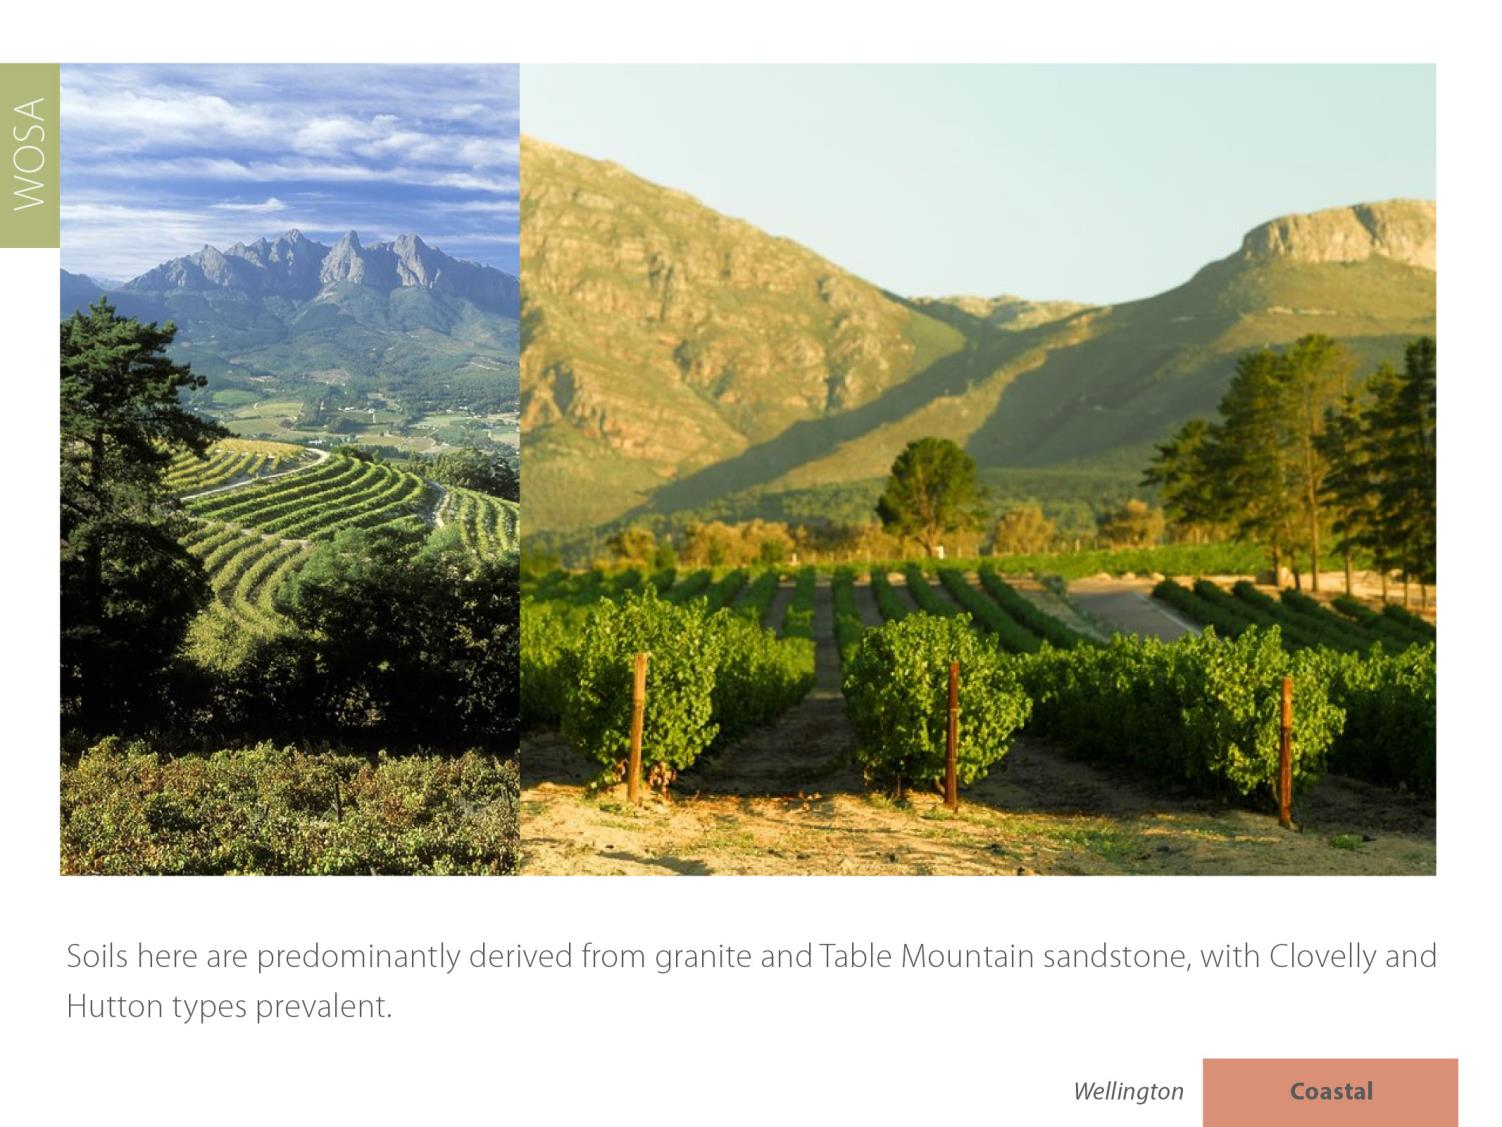 WOSA
Soils here are predominantly derived from granite and Table Mountain sandstone, with Clovelly and
Hutton types prevalent.
Wellington
Coastal